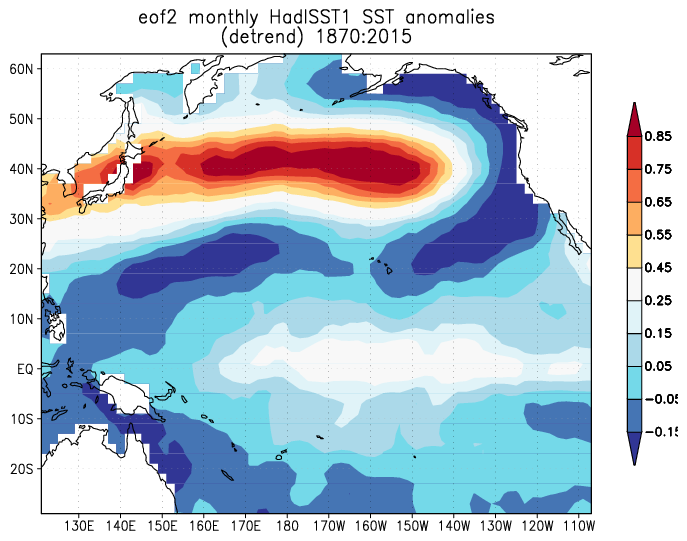 eof2 monthly HadISST1 SST anomalies
(detrend) 1870:2015
60N
50N
40N
30N
20N
10N
EQ
10S
20S
130E 140E 150E 160E 170E 180 170W 160W 150W 140W 130W 120W 110W
0.85
0.75
0.65
0.55
0.45
0.25
0.15
0.05
-0.05
-0.15